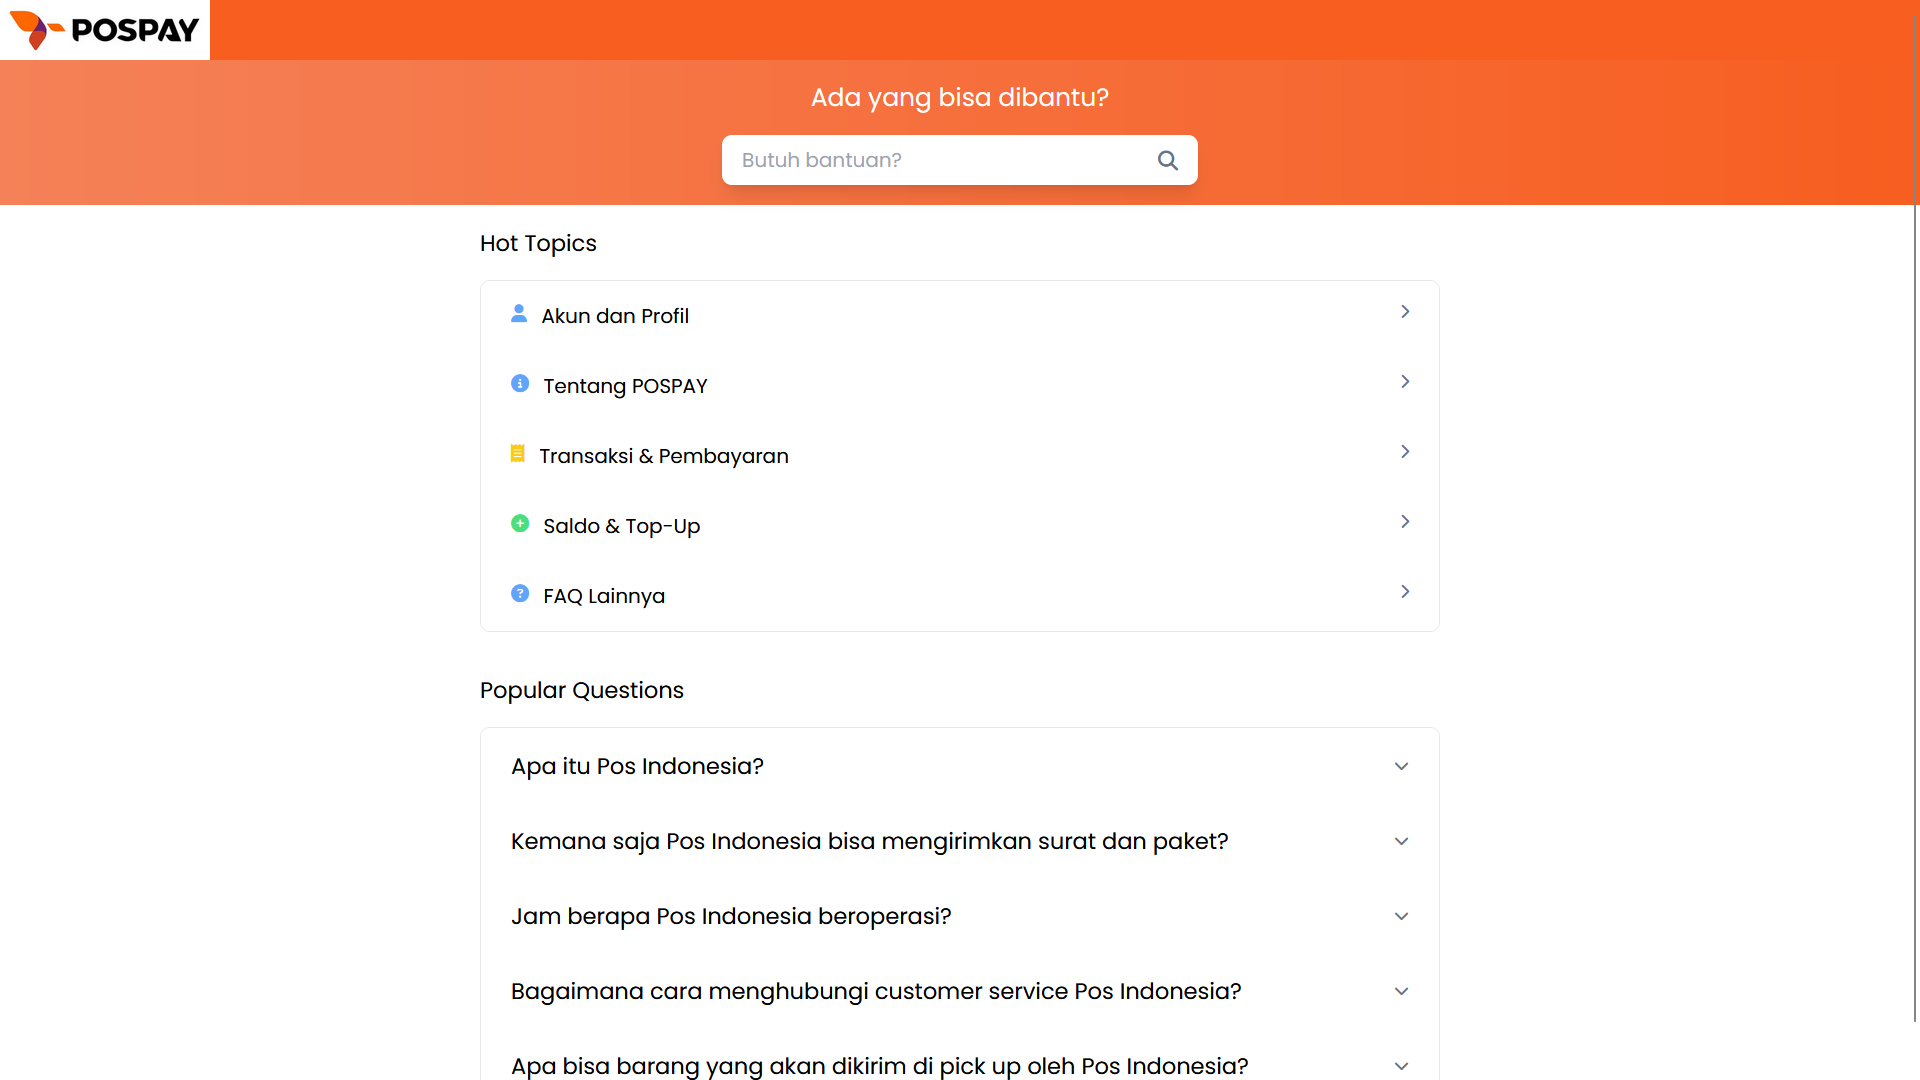 POSPAY
Ada yang bisa dibantu?
Butuh bantuan?
Hot Topics
Akun dan Profil
Tentang POSPAY
Transaksi & Pembayaran
Saldo & Top-Up
FAQ Lainnya
Popular Questions
Apa itu Pos Indonesia?
Kemana saja Pos Indonesia bisa mengirimkan surat dan paket?
Jam berapa Pos Indonesia beroperasi?
Bagaimana cara menghubungi customer service Pos Indonesia?
Apa bisa barang yang akan dikirim di pick up oleh Pos Indonesia?